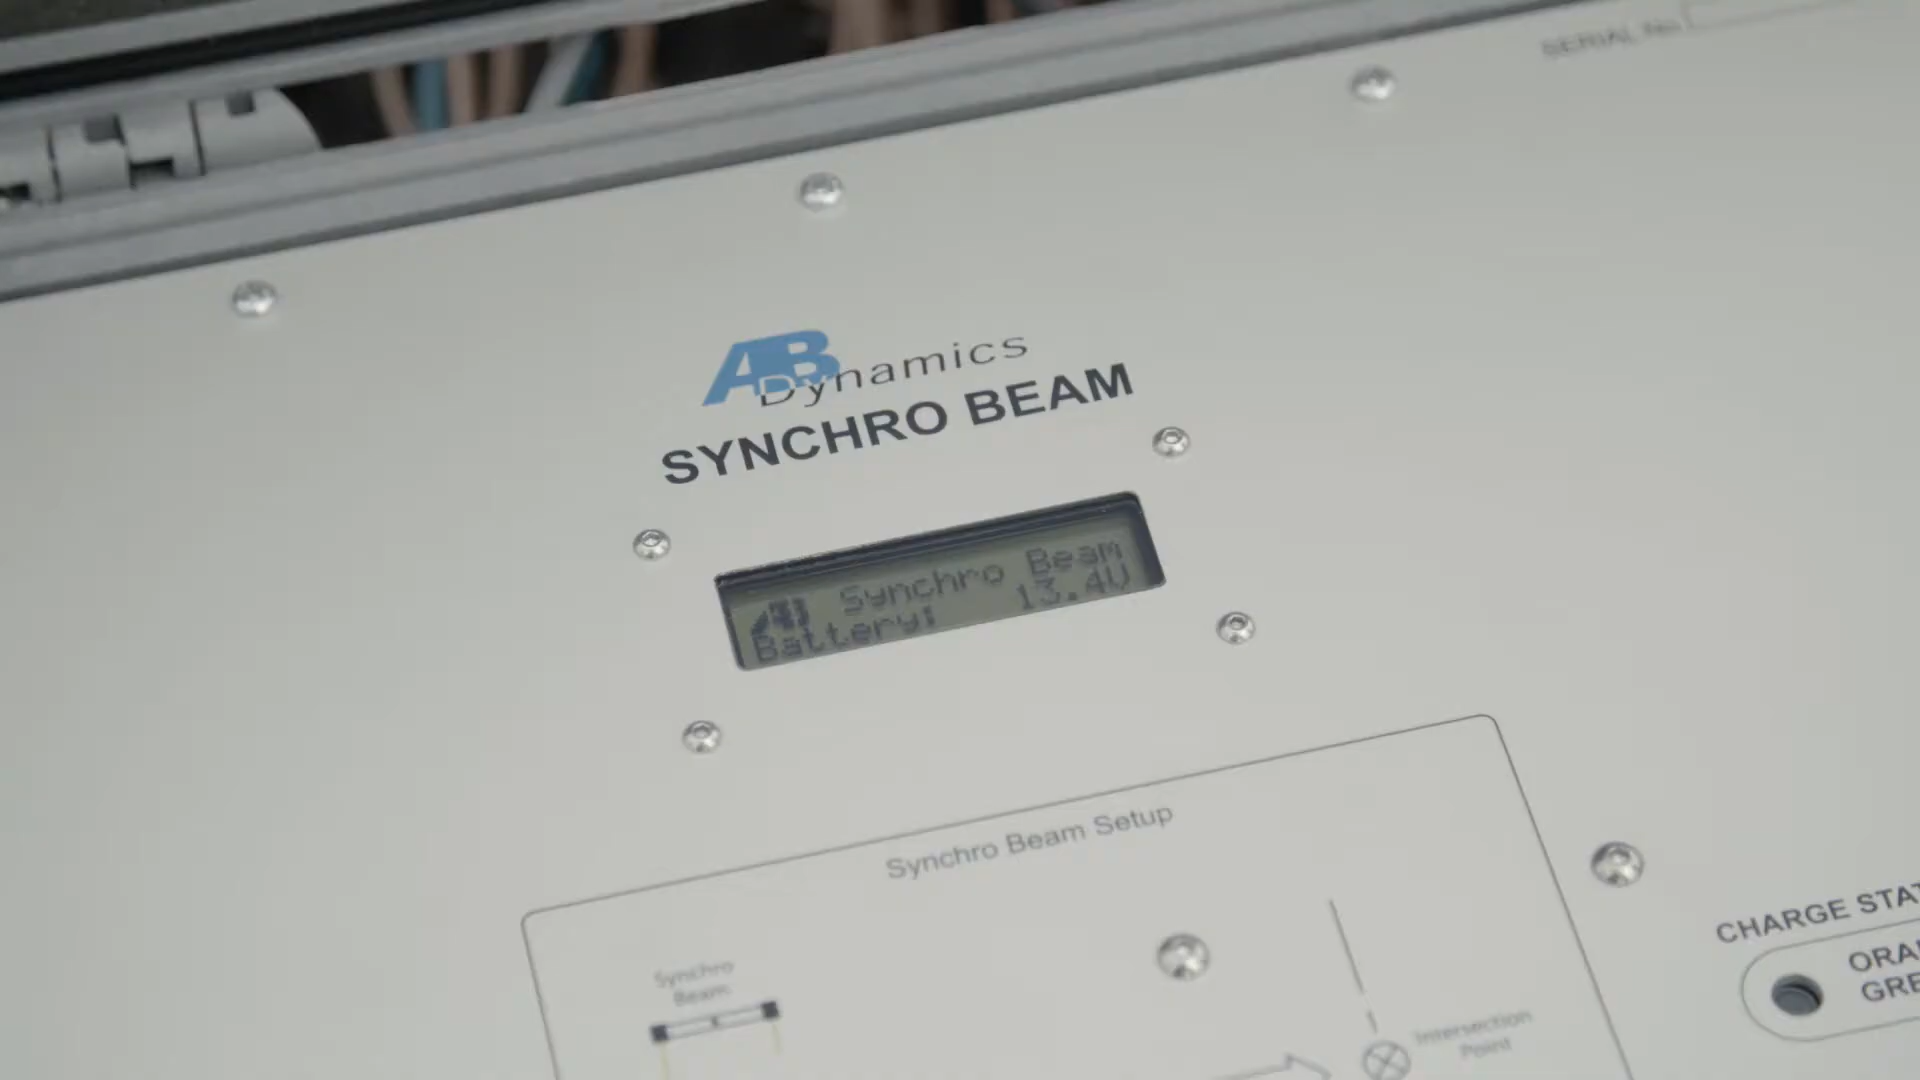 SERIAL No
AB Dynamics
SYNCHRO BEAM
Synchro Beam
Battery: 13.4V
Synchro Beam Setup
Synchro
Beam
Intersection
Point
CHARGE STAT
ORA
GRE